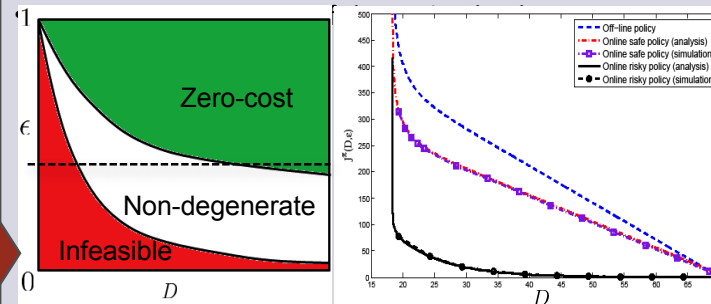 1
Zero-cost
ϵ
Non-degenerate
Infeasible
0
D
Off-line policy
Online safe policy (analysis)
Online safe policy (simulation
Online risky policy (analysis)
Online risky policy (simulation
500
450
400
350
300
250
200
150
100
50
0
J^π(D,ε)
15 20 25 30 35 40 45 50 55 60 65
D